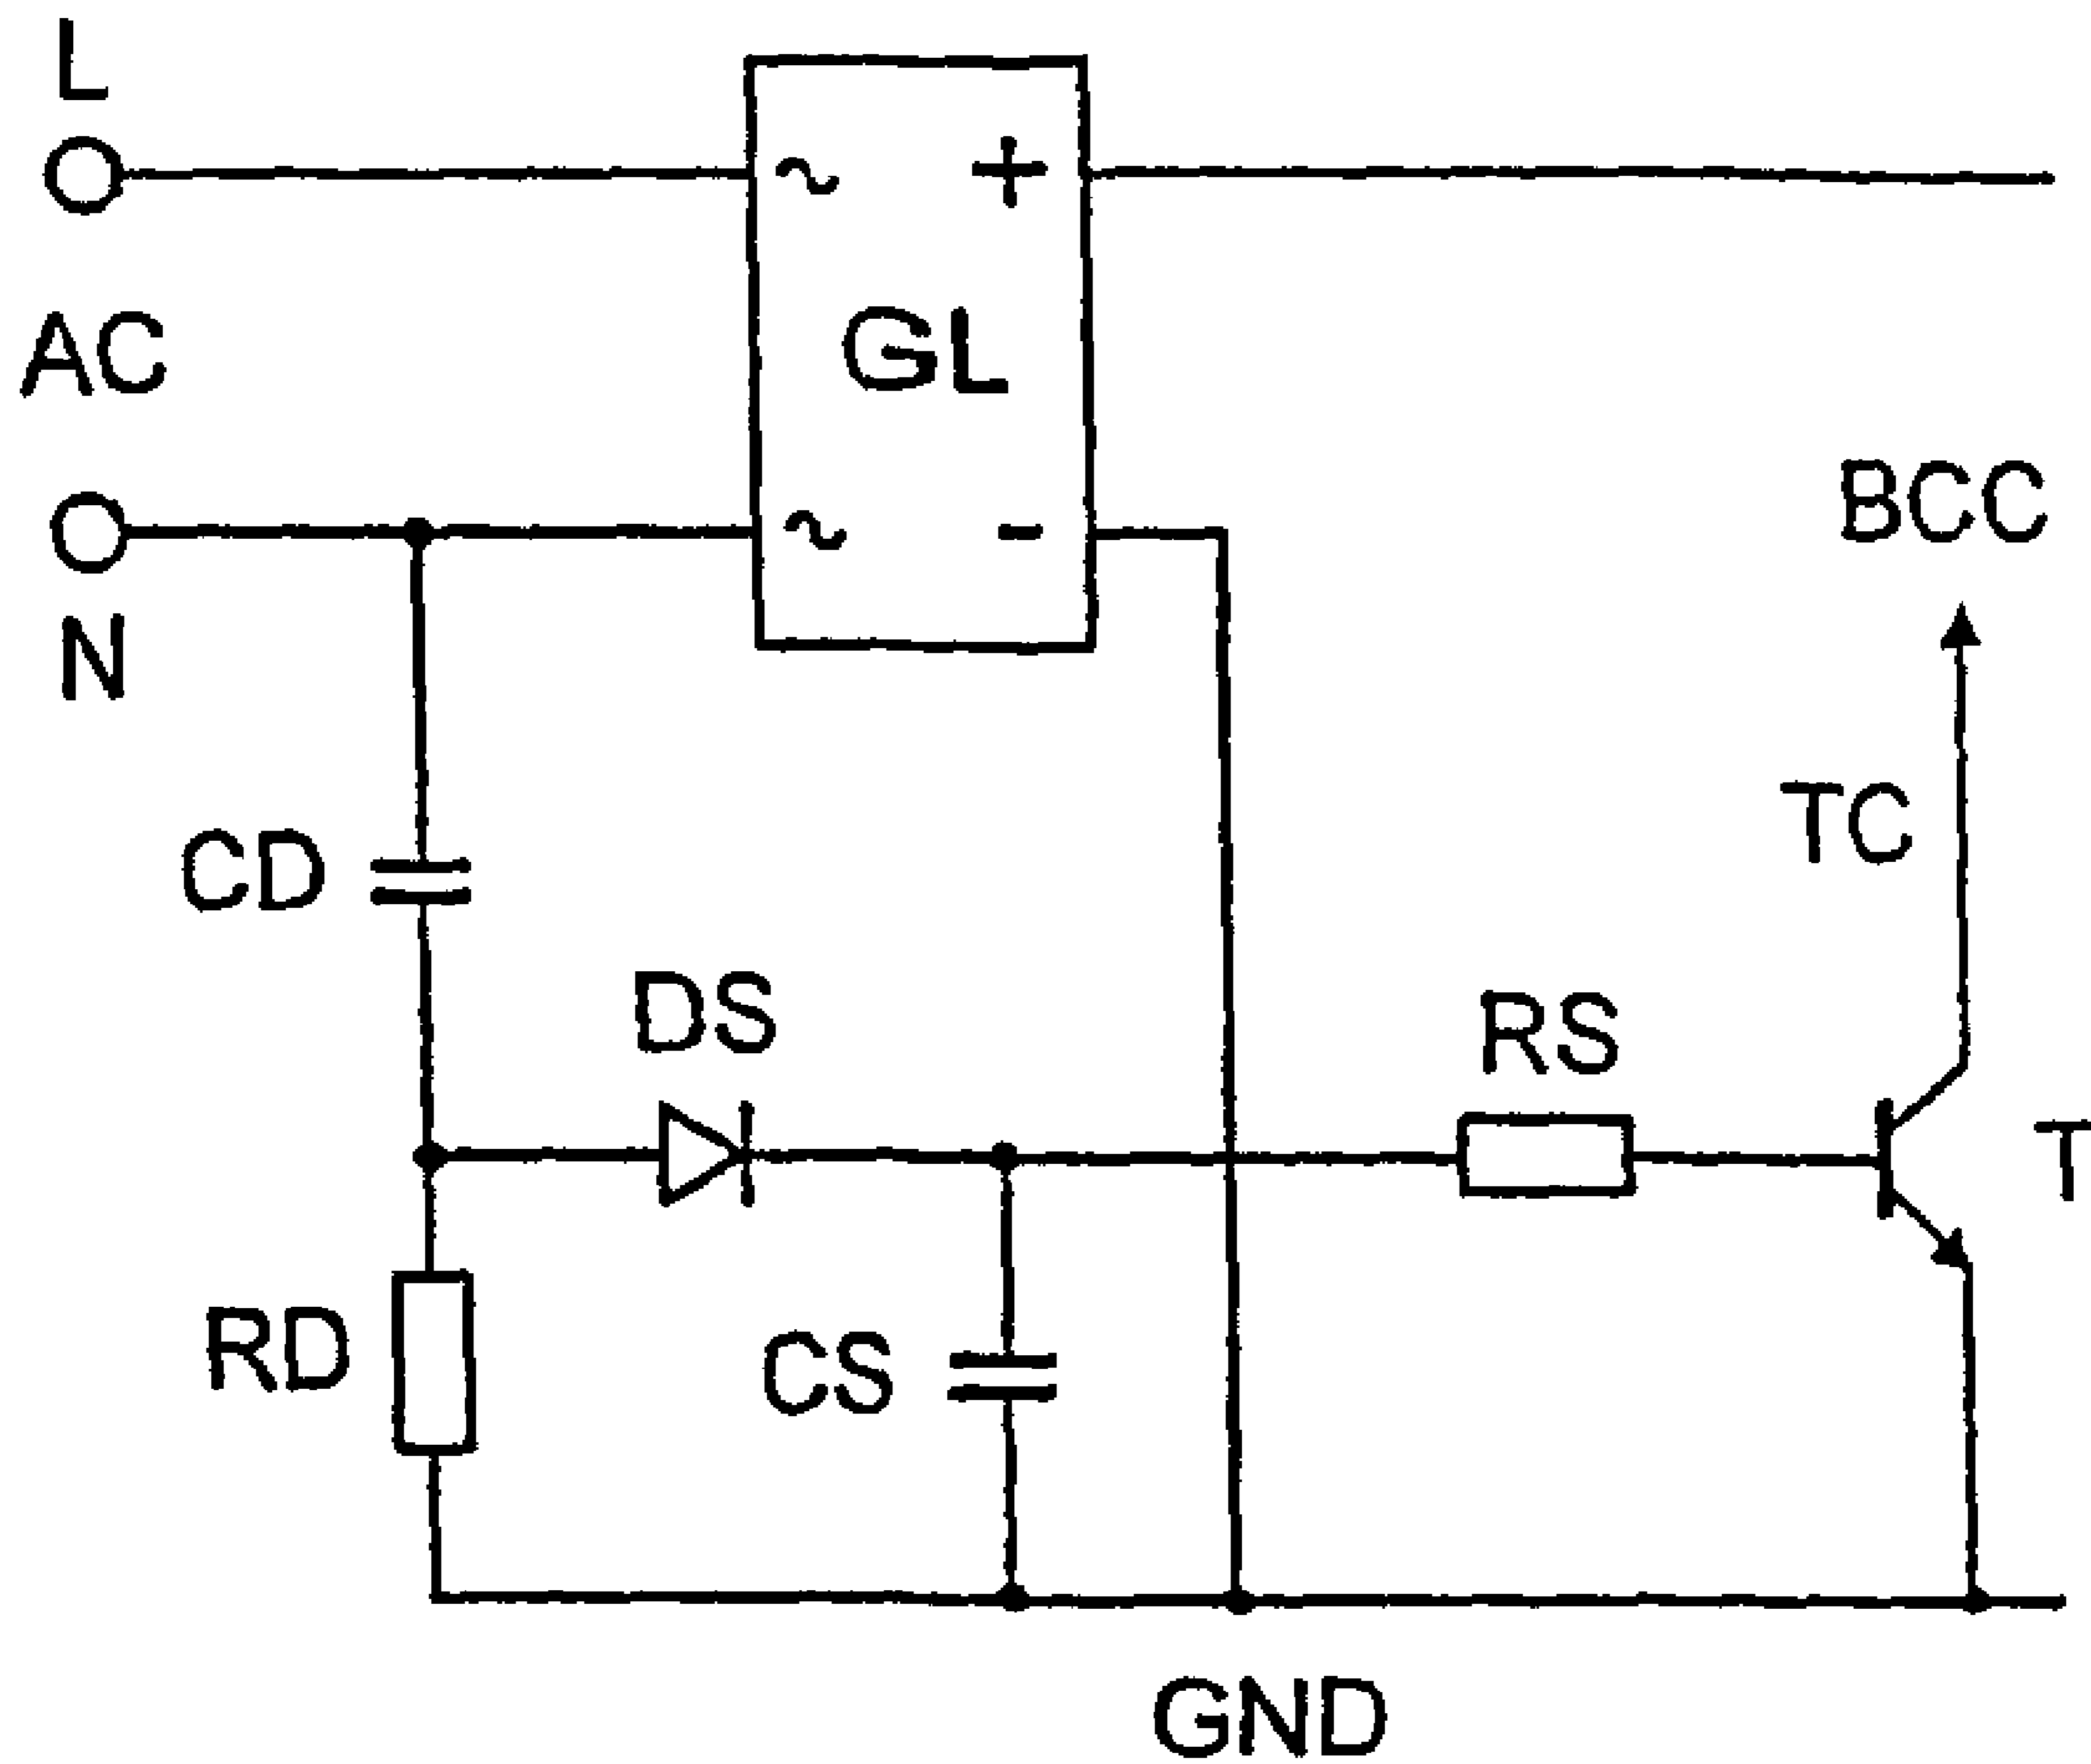 L
~ +
AC
GL
~ -
N
BCC
TC
CD
DS
RS
T
RD
CS
GND